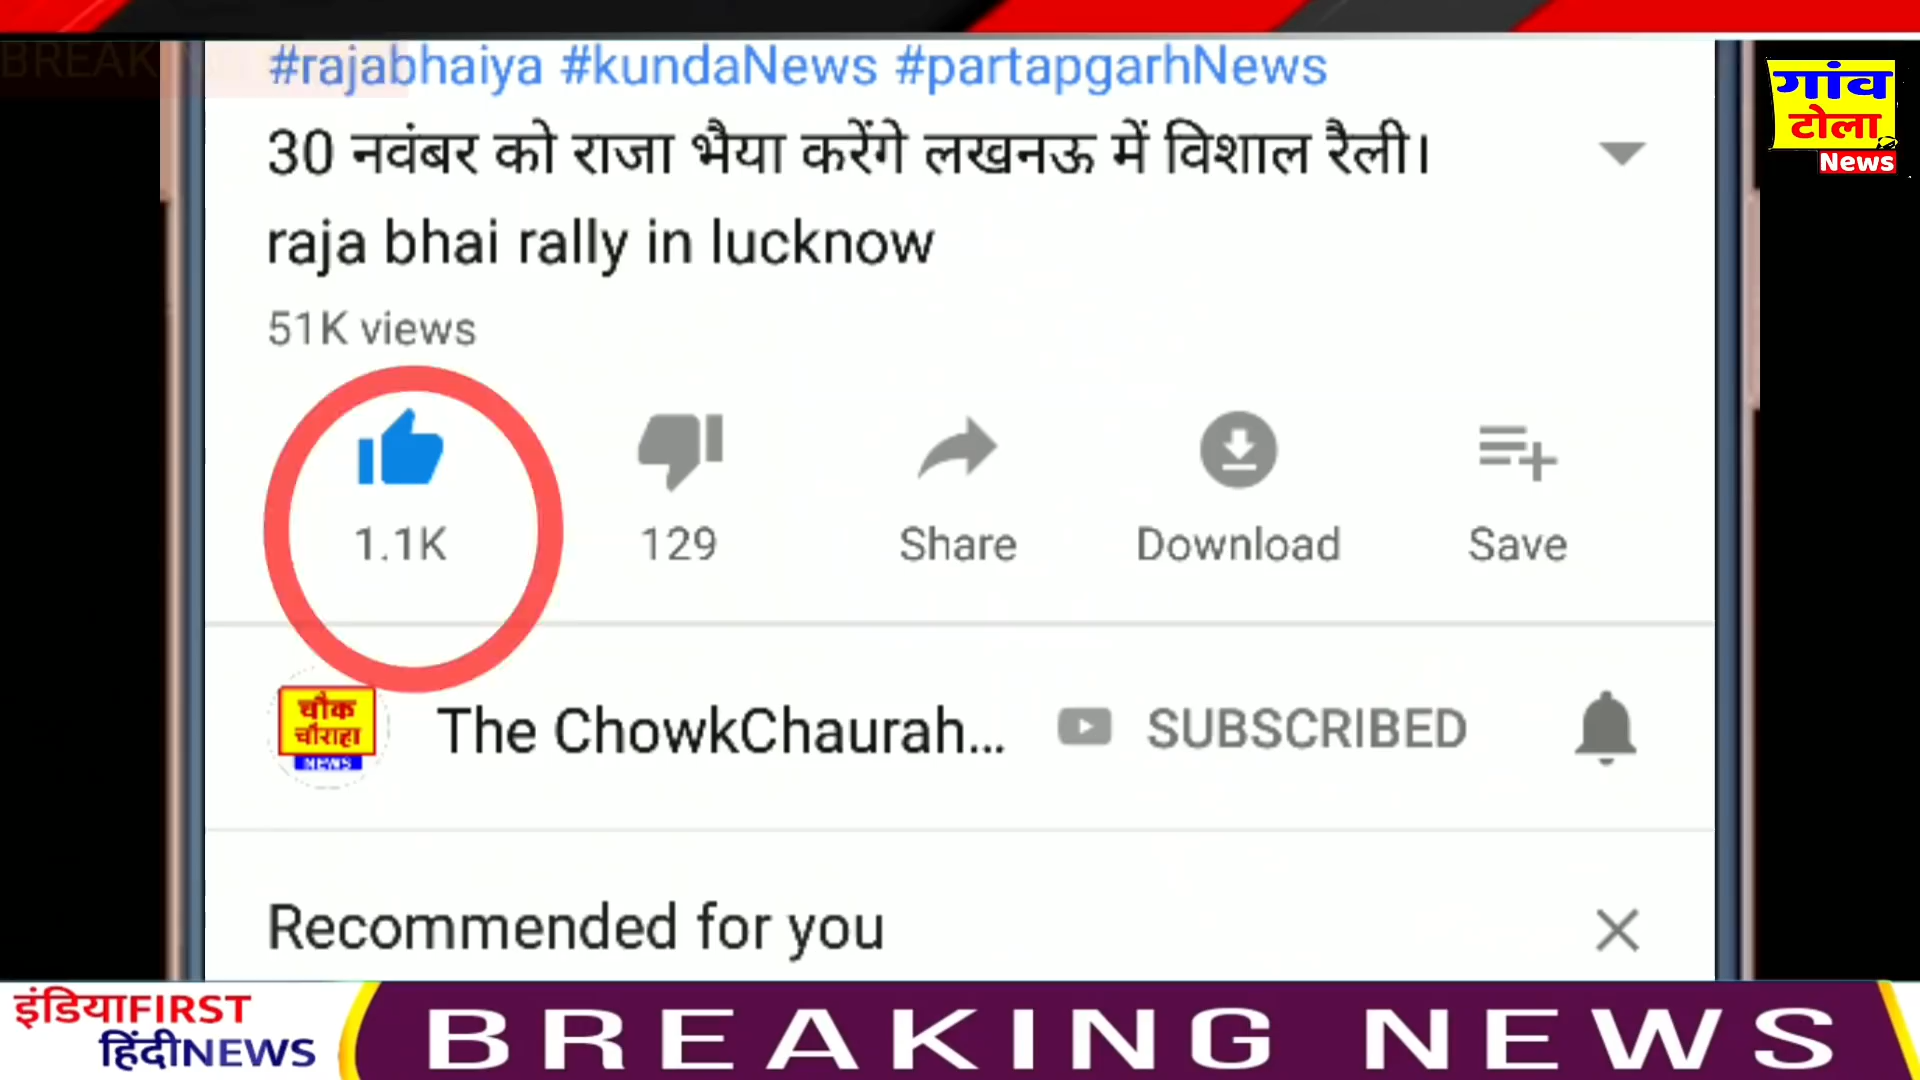 BREAK
#rajabhaiya #kundaNews #partapgarhNews
गांव
टोला
News
30 नवंबर को राजा भैया करेंगे लखनऊ में विशाल रैली।
raja bhai rally in lucknow
51K views
1.1K 129 Share Download Save
चौक
चौराहा
NEWS
The ChowkChaurah... SUBSCRIBED
Recommended for you
इंडियाFIRST
हिंदीNEWS
BREAKING NEWS